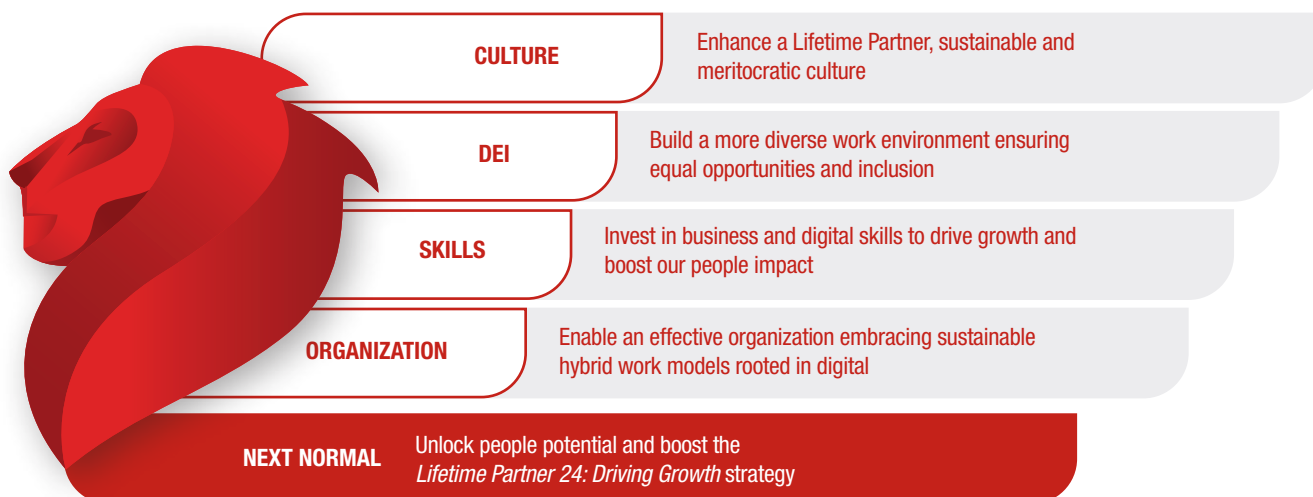 CULTURE
Enhance a Lifetime Partner, sustainable and
meritocratic culture
DEI
Build a more diverse work environment ensuring
equal opportunities and inclusion
SKILLS
Invest in business and digital skills to drive growth and
boost our people impact
ORGANIZATION
Enable an effective organization embracing sustainable
hybrid work models rooted in digital
NEXT NORMAL
Unlock people potential and boost the
Lifetime Partner 24: Driving Growth strategy